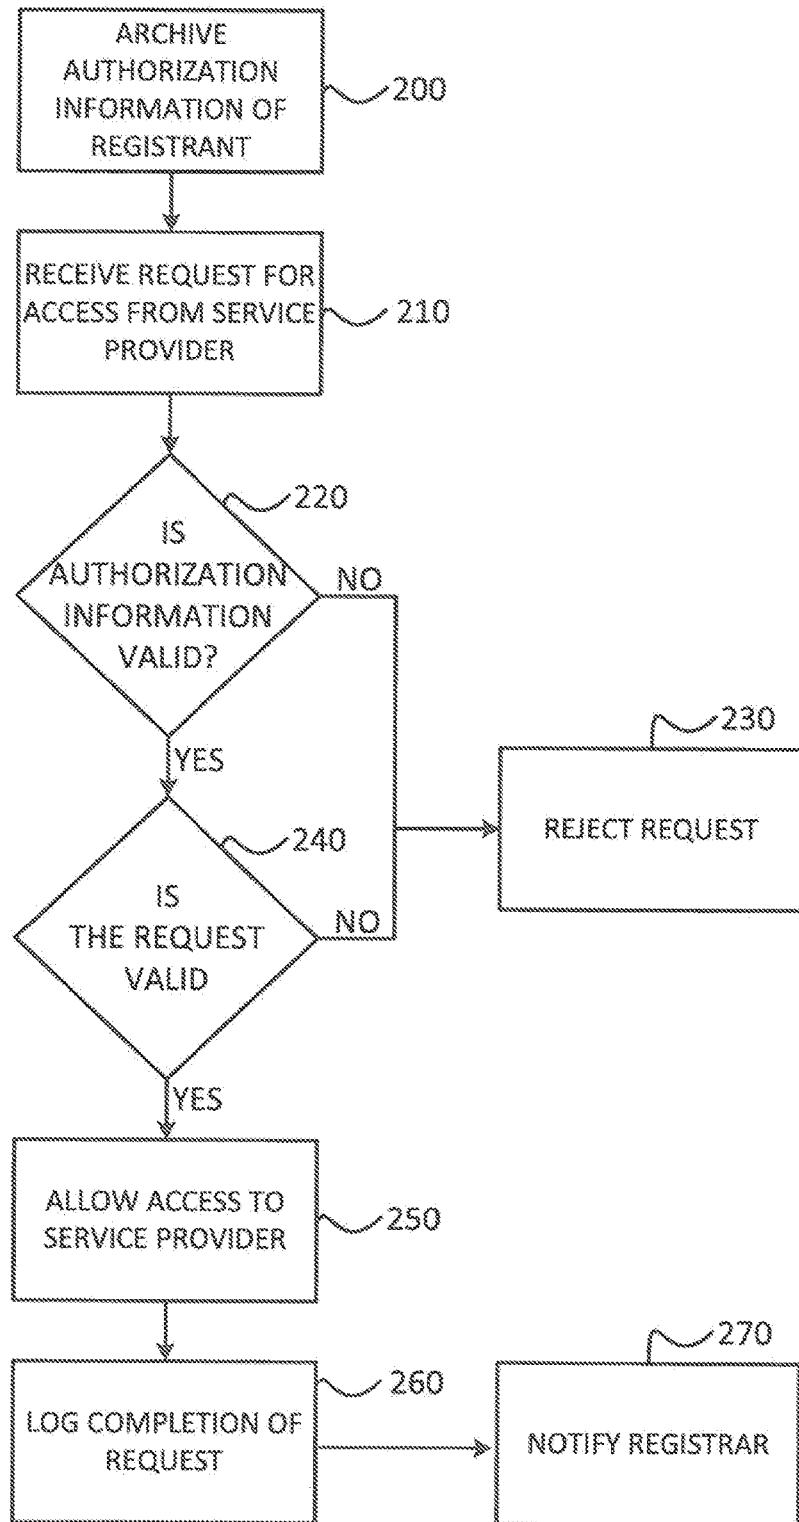 ARCHIVE
AUTHORIZATION
INFORMATION OF
REGISTRANT
200
RECEIVE REQUEST FOR
ACCESS FROM SERVICE
PROVIDER
210
220
IS
AUTHORIZATION
INFORMATION
VALID?
NO
YES
230
REJECT REQUEST
240
IS
THE REQUEST
VALID
NO
YES
ALLOW ACCESS TO
SERVICE PROVIDER
250
260
LOG COMPLETION OF
REQUEST
270
NOTIFY REGISTRAR